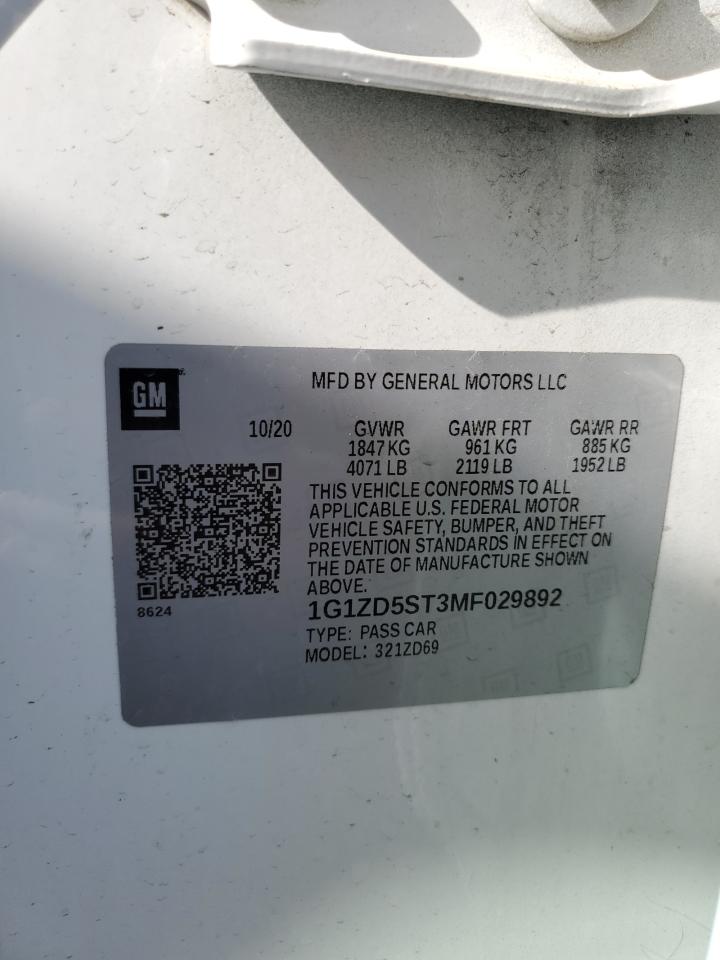 GM
MFD BY GENERAL MOTORS LLC
10/20
GVWR GAWR FRT GAWR RR
1847 KG 961 KG 885 KG
4071 LB 2119 LB 1952 LB
THIS VEHICLE CONFORMS TO ALL
APPLICABLE U.S. FEDERAL MOTOR
VEHICLE SAFETY, BUMPER, AND THEFT
PREVENTION STANDARDS IN EFFECT ON
THE DATE OF MANUFACTURE SHOWN
ABOVE.
8624
1G1ZD5ST3MF029892
TYPE: PASS CAR
MODEL: 321ZD69